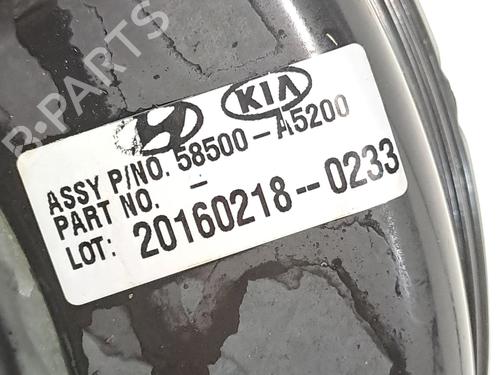 KIA
ASSY P/NO. 58500-A5200
PART NO. -
LOT: 20160218--0233
B-PARTS